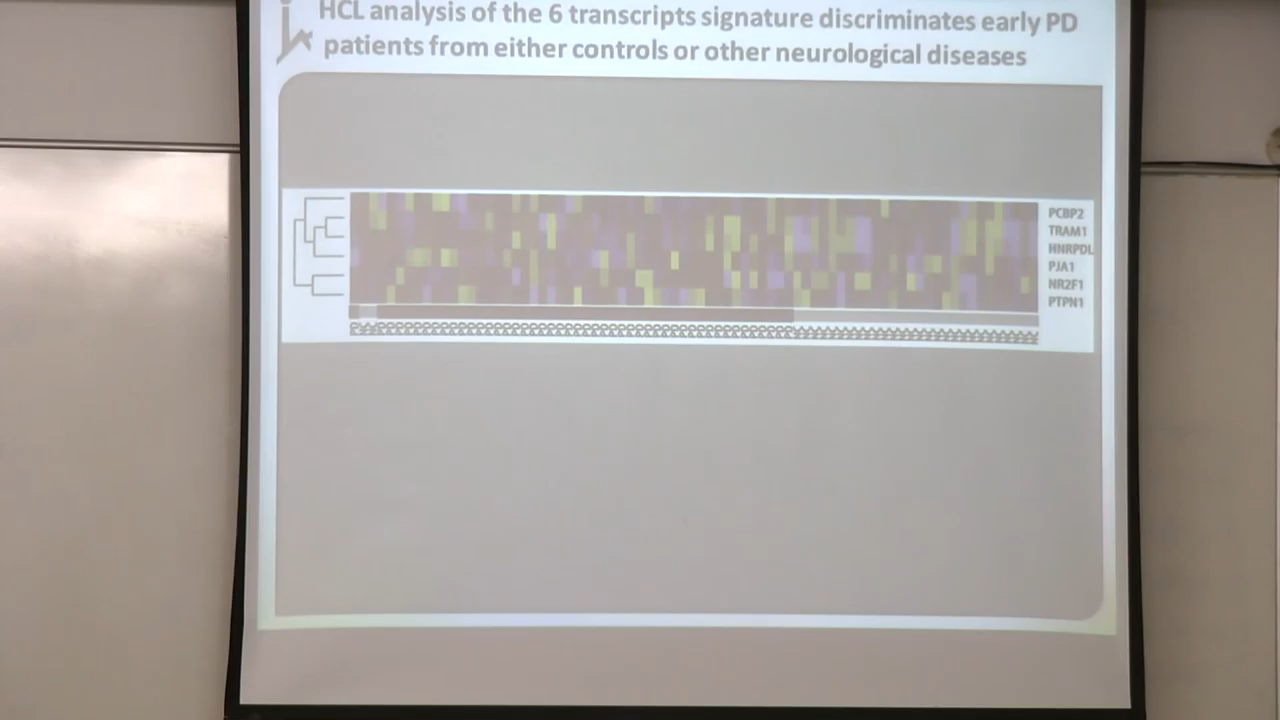 HCL analysis of the 6 transcripts signature discriminates early PD
patients from either controls or other neurological diseases
PCBP2
TRAM1
HNRPDL
PJA1
NR2F1
PTPN1